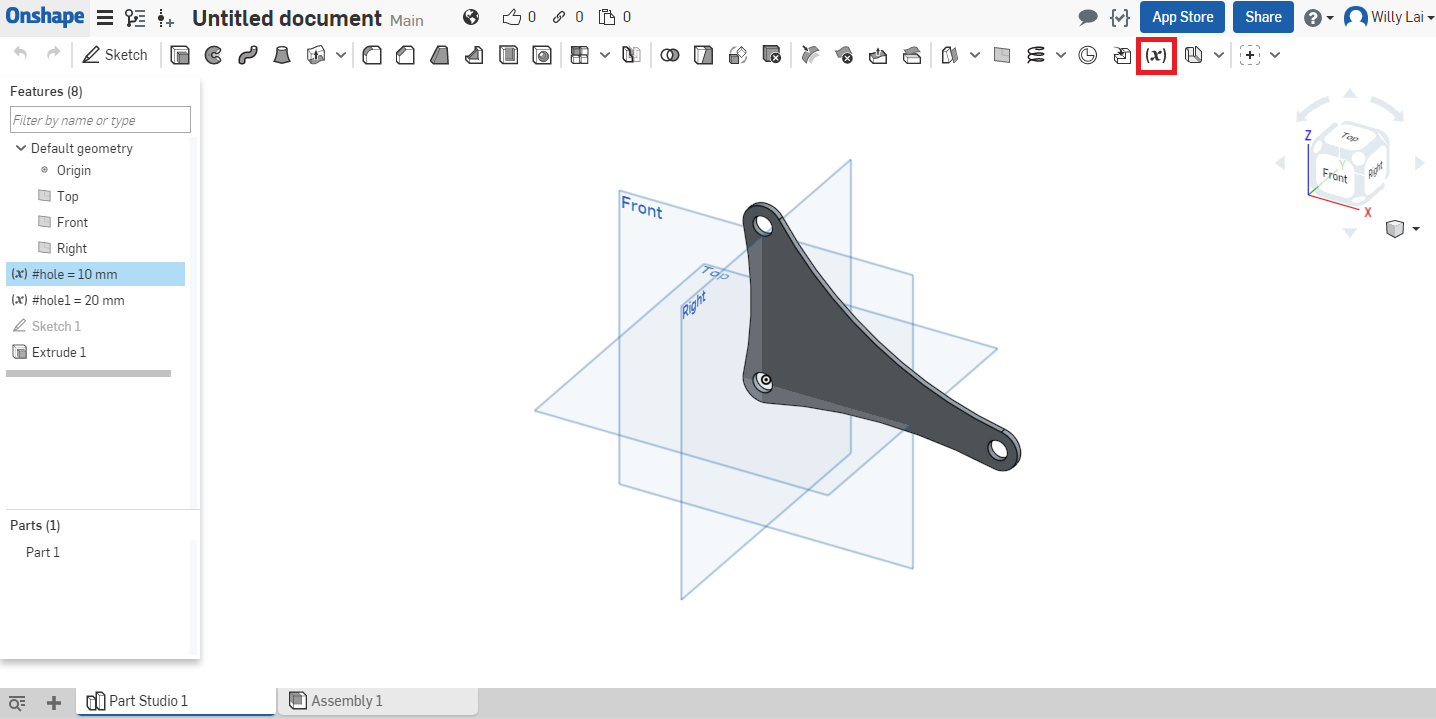 Onshape Untitled document Main 0 0 0 App Store Share Willy Lai
Sketch (x)
Features (8)
Filter by name or type
Default geometry
Origin
Top
Front
Right
(x) #hole = 10 mm
(x) #hole1 = 20 mm
Sketch 1
Extrude 1
Parts (1)
Part 1
Front
Top
Right
Z
Top
Y
Front
Right
X
Part Studio 1
Assembly 1